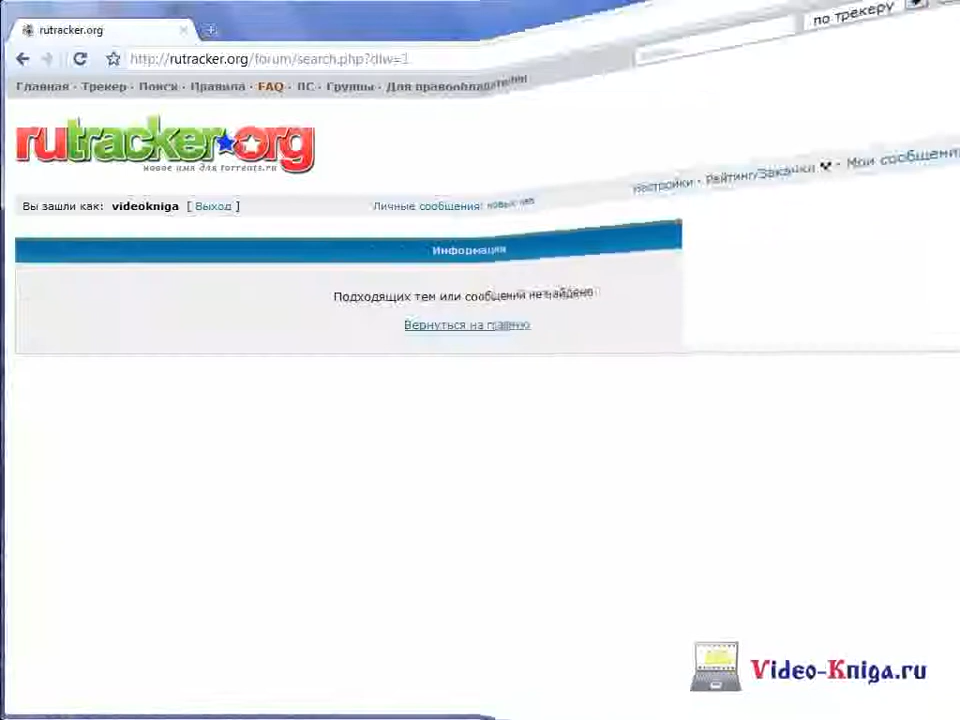 rutracker.org
по трекеру
http://rutracker.org/forum/search.php?dlw=1
Главная · Трекер · Поиск · Правила · FAQ · ЛС · Группы · Для правообладателей
rutracker.org
новое имя для torrents.ru
Настройки · Рейтинг/Закачки · Мои сообщения
Вы зашли как: videokniga [ Выход ]
Личные сообщения: новых нет
Информация
Подходящих тем или сообщений не найдено
Вернуться на главную
Video-Kniga.ru